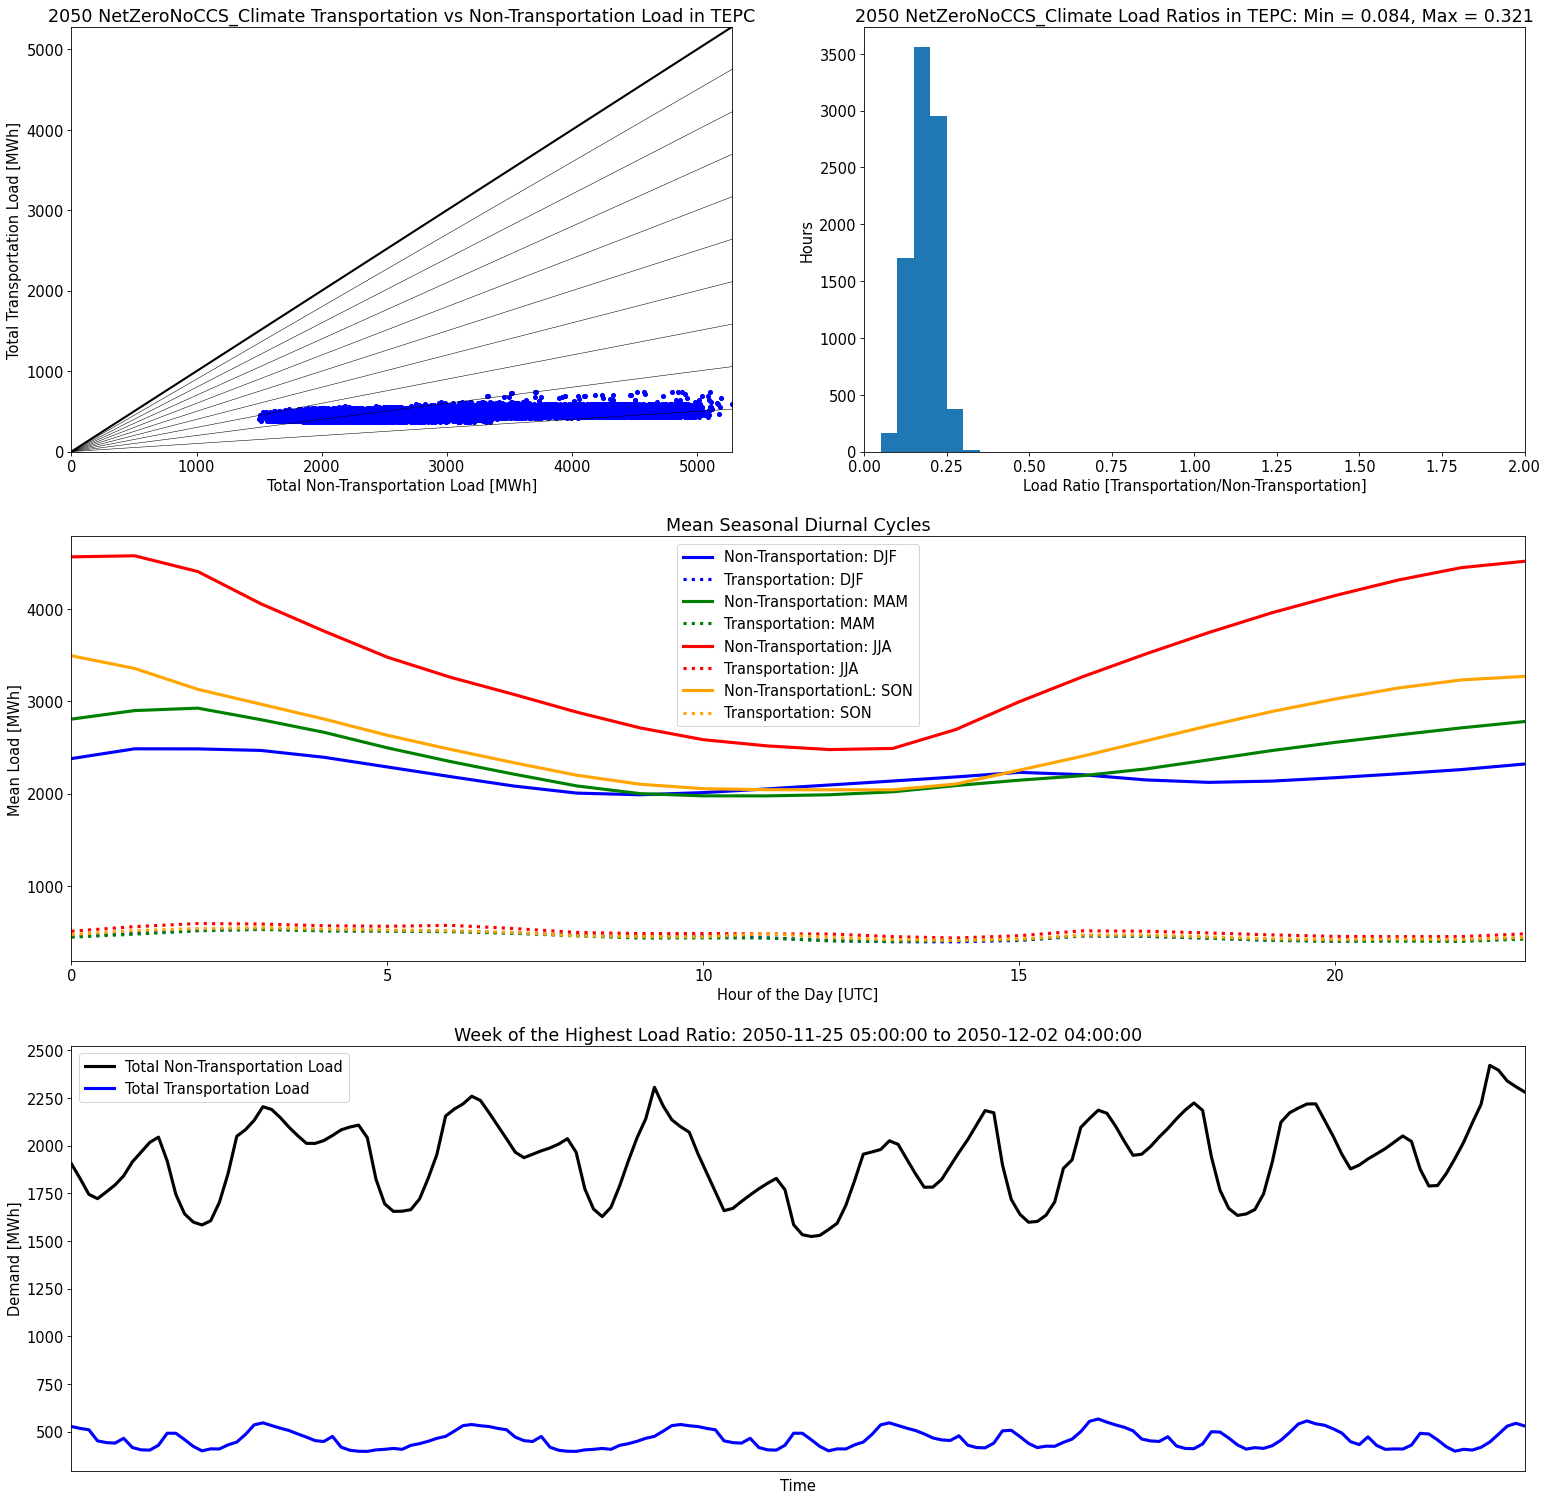 2050 NetZeroNoCCS_Climate Transportation vs Non-Transportation Load in TEPC
Total Transportation Load [MWh]
5000
4000
3000
2000
1000
0
0 1000 2000 3000 4000 5000
Total Non-Transportation Load [MWh]
2050 NetZeroNoCCS_Climate Load Ratios in TEPC: Min = 0.084, Max = 0.321
Hours
3500
3000
2500
2000
1500
1000
500
0
0.00 0.25 0.50 0.75 1.00 1.25 1.50 1.75 2.00
Load Ratio [Transportation/Non-Transportation]
Mean Seasonal Diurnal Cycles
Mean Load [MWh]
4000
3000
2000
1000
Non-Transportation: DJF
Transportation: DJF
Non-Transportation: MAM
Transportation: MAM
Non-Transportation: JJA
Transportation: JJA
Non-TransportationL: SON
Transportation: SON
0 5 10 15 20
Hour of the Day [UTC]
Week of the Highest Load Ratio: 2050-11-25 05:00:00 to 2050-12-02 04:00:00
Demand [MWh]
2500
2250
2000
1750
1500
1250
1000
750
500
Total Non-Transportation Load
Total Transportation Load
Time